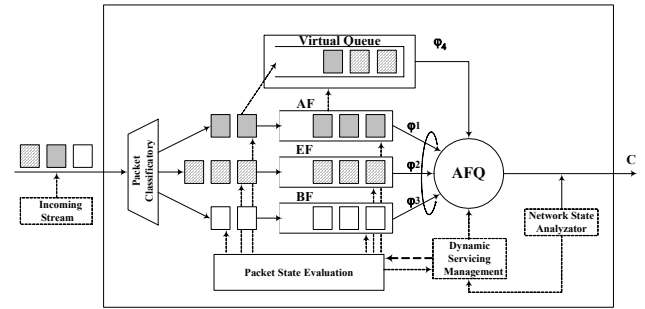 Virtual Queue
φ4
AF
φ1
EF
φ2
BF
φ3
Packet
Classificatory
AFQ
C
Incoming
Stream
Packet State Evaluation
Dynamic
Servicing
Management
Network State
Analyzator